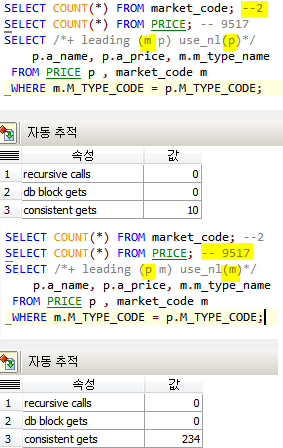 SELECT COUNT(*) FROM market_code; --2
SELECT COUNT(*) FROM PRICE; -- 9517
SELECT /*+ leading (m p) use_nl(p)*/
p.a_name, p.a_price, m.m_type_name
FROM PRICE p , market_code m
WHERE m.M_TYPE_CODE = p.M_TYPE_CODE;
자동 추적
속성 값
1 recursive calls 0
2 db block gets 0
3 consistent gets 10
SELECT COUNT(*) FROM market_code; --2
SELECT COUNT(*) FROM PRICE; -- 9517
SELECT /*+ leading (p m) use_nl(m)*/
p.a_name, p.a_price, m.m_type_name
FROM PRICE p , market_code m
WHERE m.M_TYPE_CODE = p.M_TYPE_CODE;
자동 추적
속성 값
1 recursive calls 0
2 db block gets 0
3 consistent gets 234